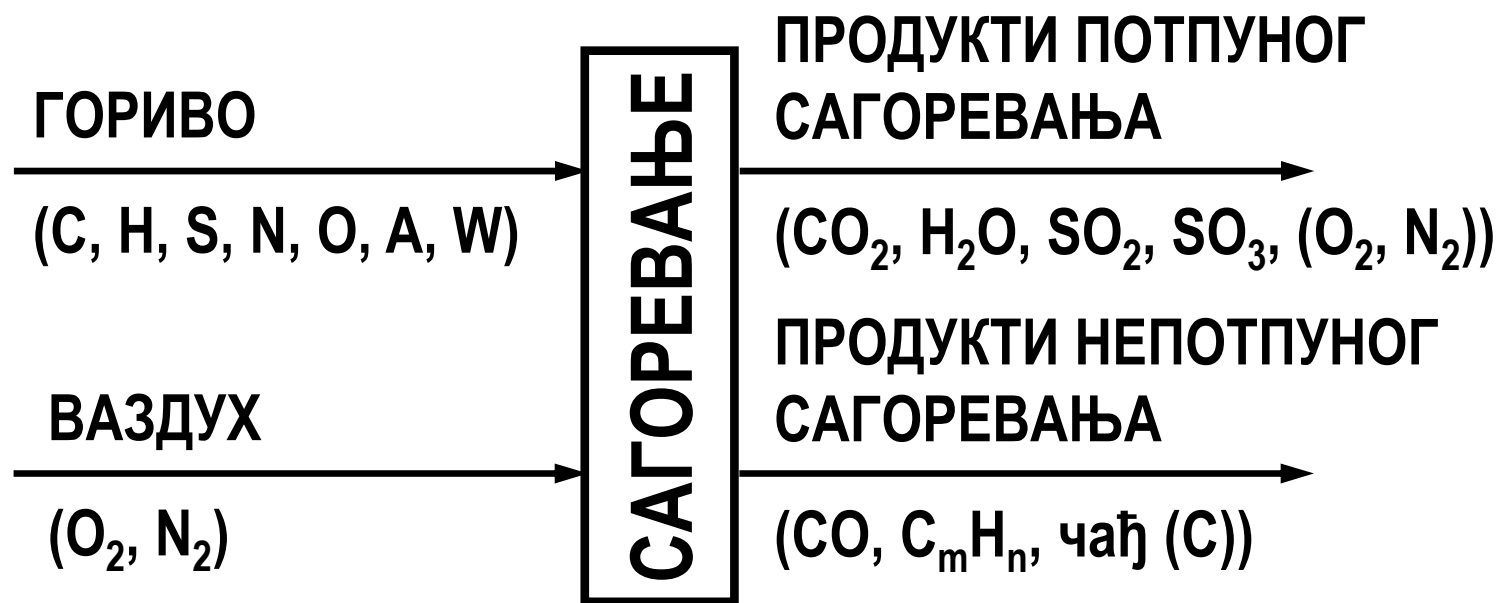 ГОРИВО
(C, H, S, N, O, A, W)
ВАЗДУХ
(O₂, N₂)
САГОРЕВАЊЕ
ПРОДУКТИ ПОТПУНОГ
САГОРЕВАЊА
(CO₂, H₂O, SO₂, SO₃, (O₂, N₂))
ПРОДУКТИ НЕПОТПУНОГ
САГОРЕВАЊА
(CO, CₘHₙ, чађ (C))